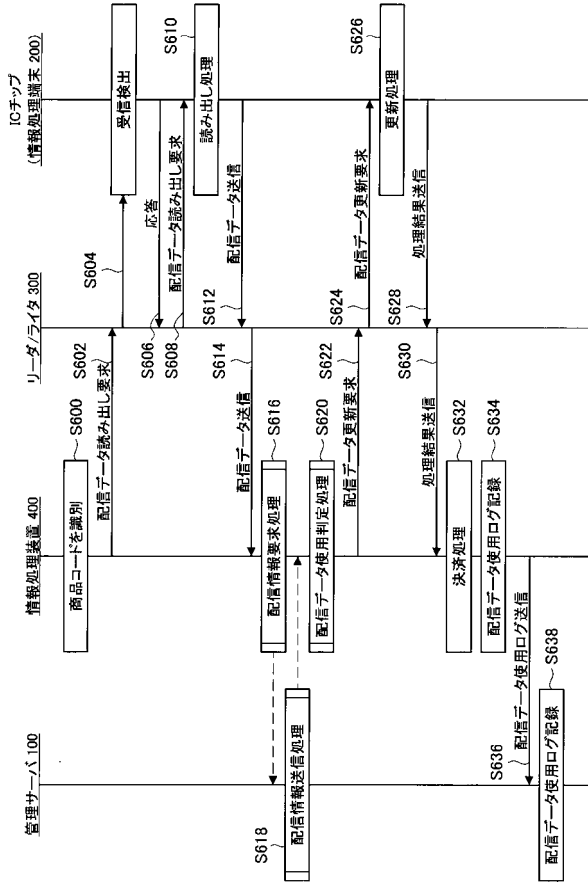 管理サーバ 100
情報処理装置 400
リーダ/ライタ 300
ICチップ
(情報処理端末 200)
商品コードを識別
S600
配信データ読み出し要求
S602
S604
受信検出
応答
S606
配信データ読み出し要求
S608
読み出し処理
S610
配信データ送信
S612
配信データ送信
S614
配信情報要求処理
S616
配信情報送信処理
S618
配信データ使用判定処理
S620
配信データ更新要求
S622
配信データ更新要求
S624
更新処理
S626
処理結果送信
S628
処理結果送信
S630
決済処理
S632
配信データ使用ログ記録
S634
配信データ使用ログ送信
S636
配信データ使用ログ記録
S638